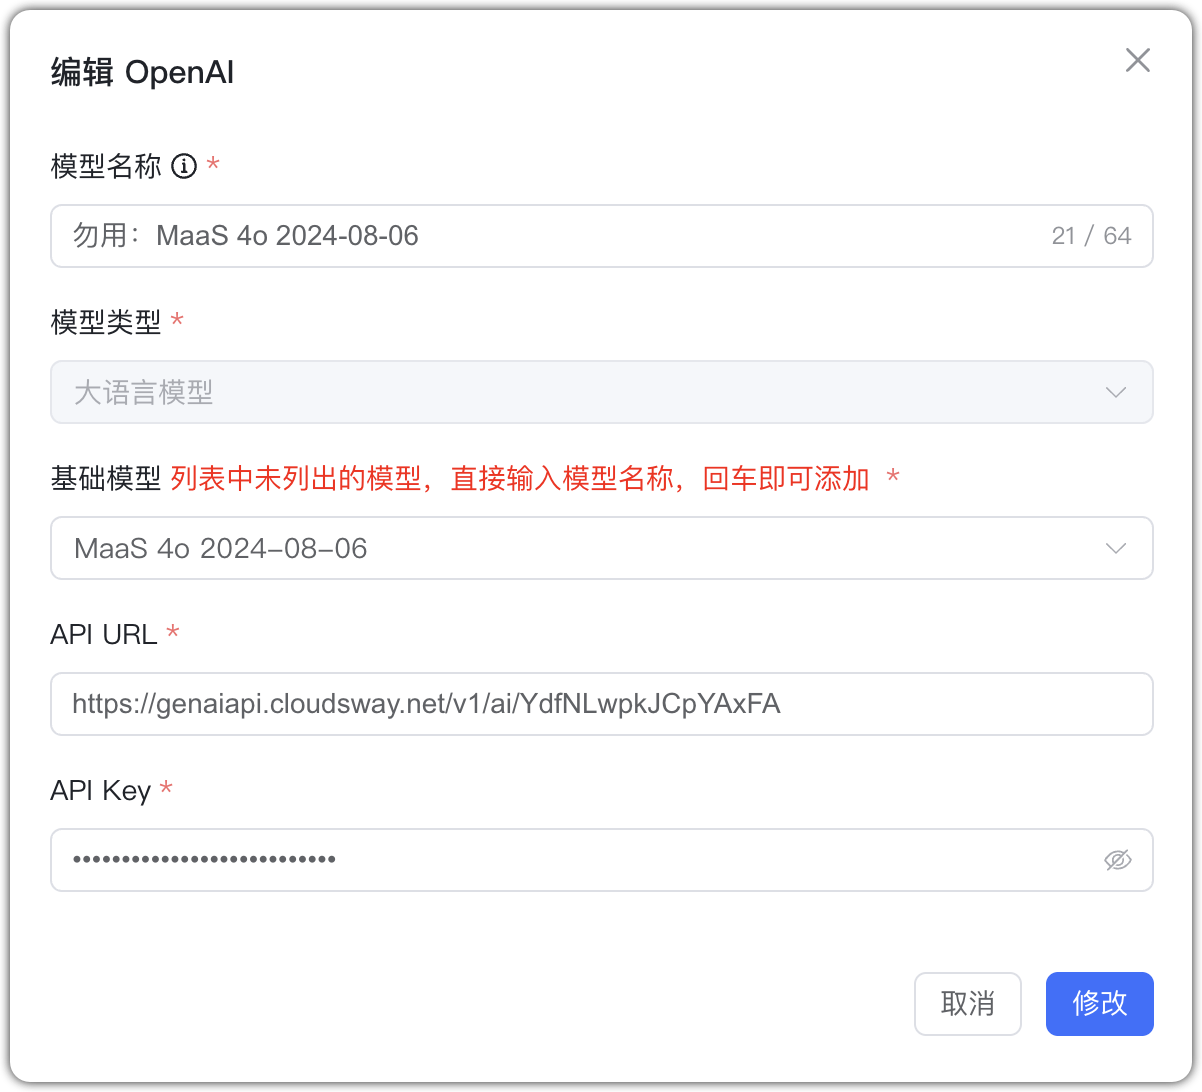 编辑 OpenAI
模型名称 *
勿用：MaaS 4o 2024-08-06 21 / 64
模型类型 *
大语言模型
基础模型 列表中未列出的模型，直接输入模型名称，回车即可添加 *
MaaS 4o 2024-08-06
API URL *
https://genaiapi.cloudsway.net/v1/ai/YdfNLwpkJCpYAxFA
API Key *
•••••••••••••••••••••••••••
取消 修改